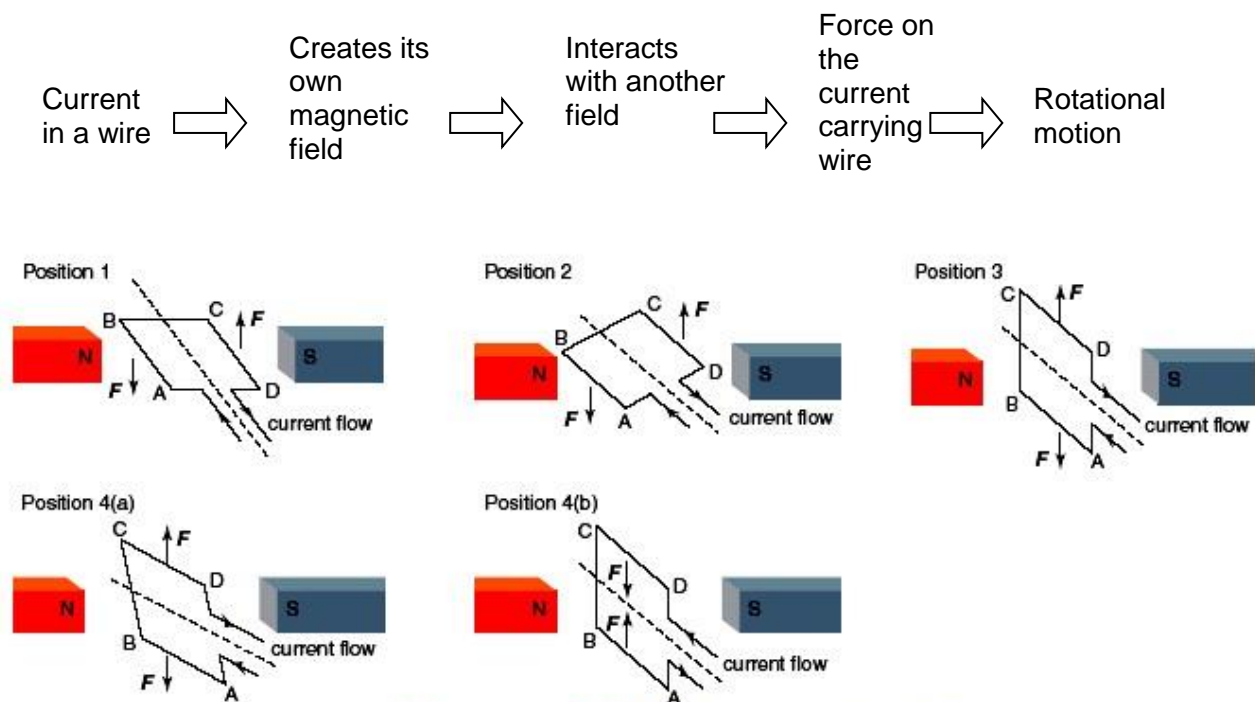 Current
in a wire
Creates its
own
magnetic
field
Interacts
with another
field
Force on
the
current
carrying
wire
Rotational
motion
Position 1
B
C
F
N
S
F
A
D
current flow
Position 2
C
F
B
N
D
S
F
A
current flow
Position 3
C
F
D
N
S
B
current flow
F
A
Position 4(a)
C
F
D
N
S
B
current flow
F
A
Position 4(b)
C
F
D
N
S
F
B
current flow
A